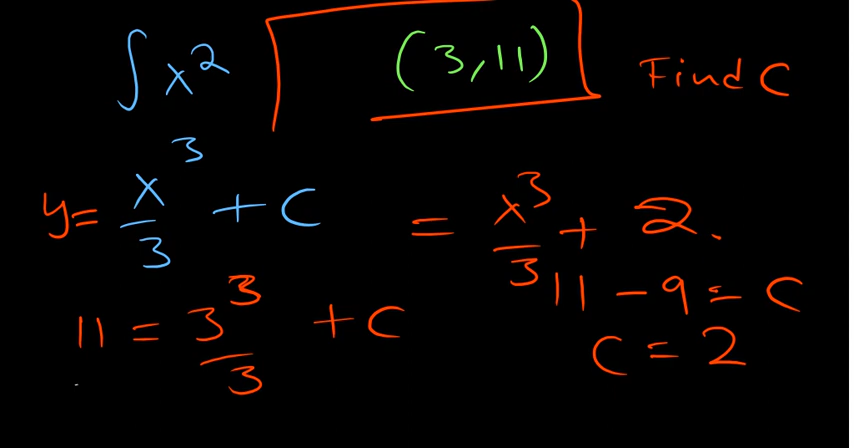 ∫ x² (3,11) Find C
y = x³/3 + C = x³/3 + 2.
11 = 3³/3 + C
11 - 9 = C
C = 2